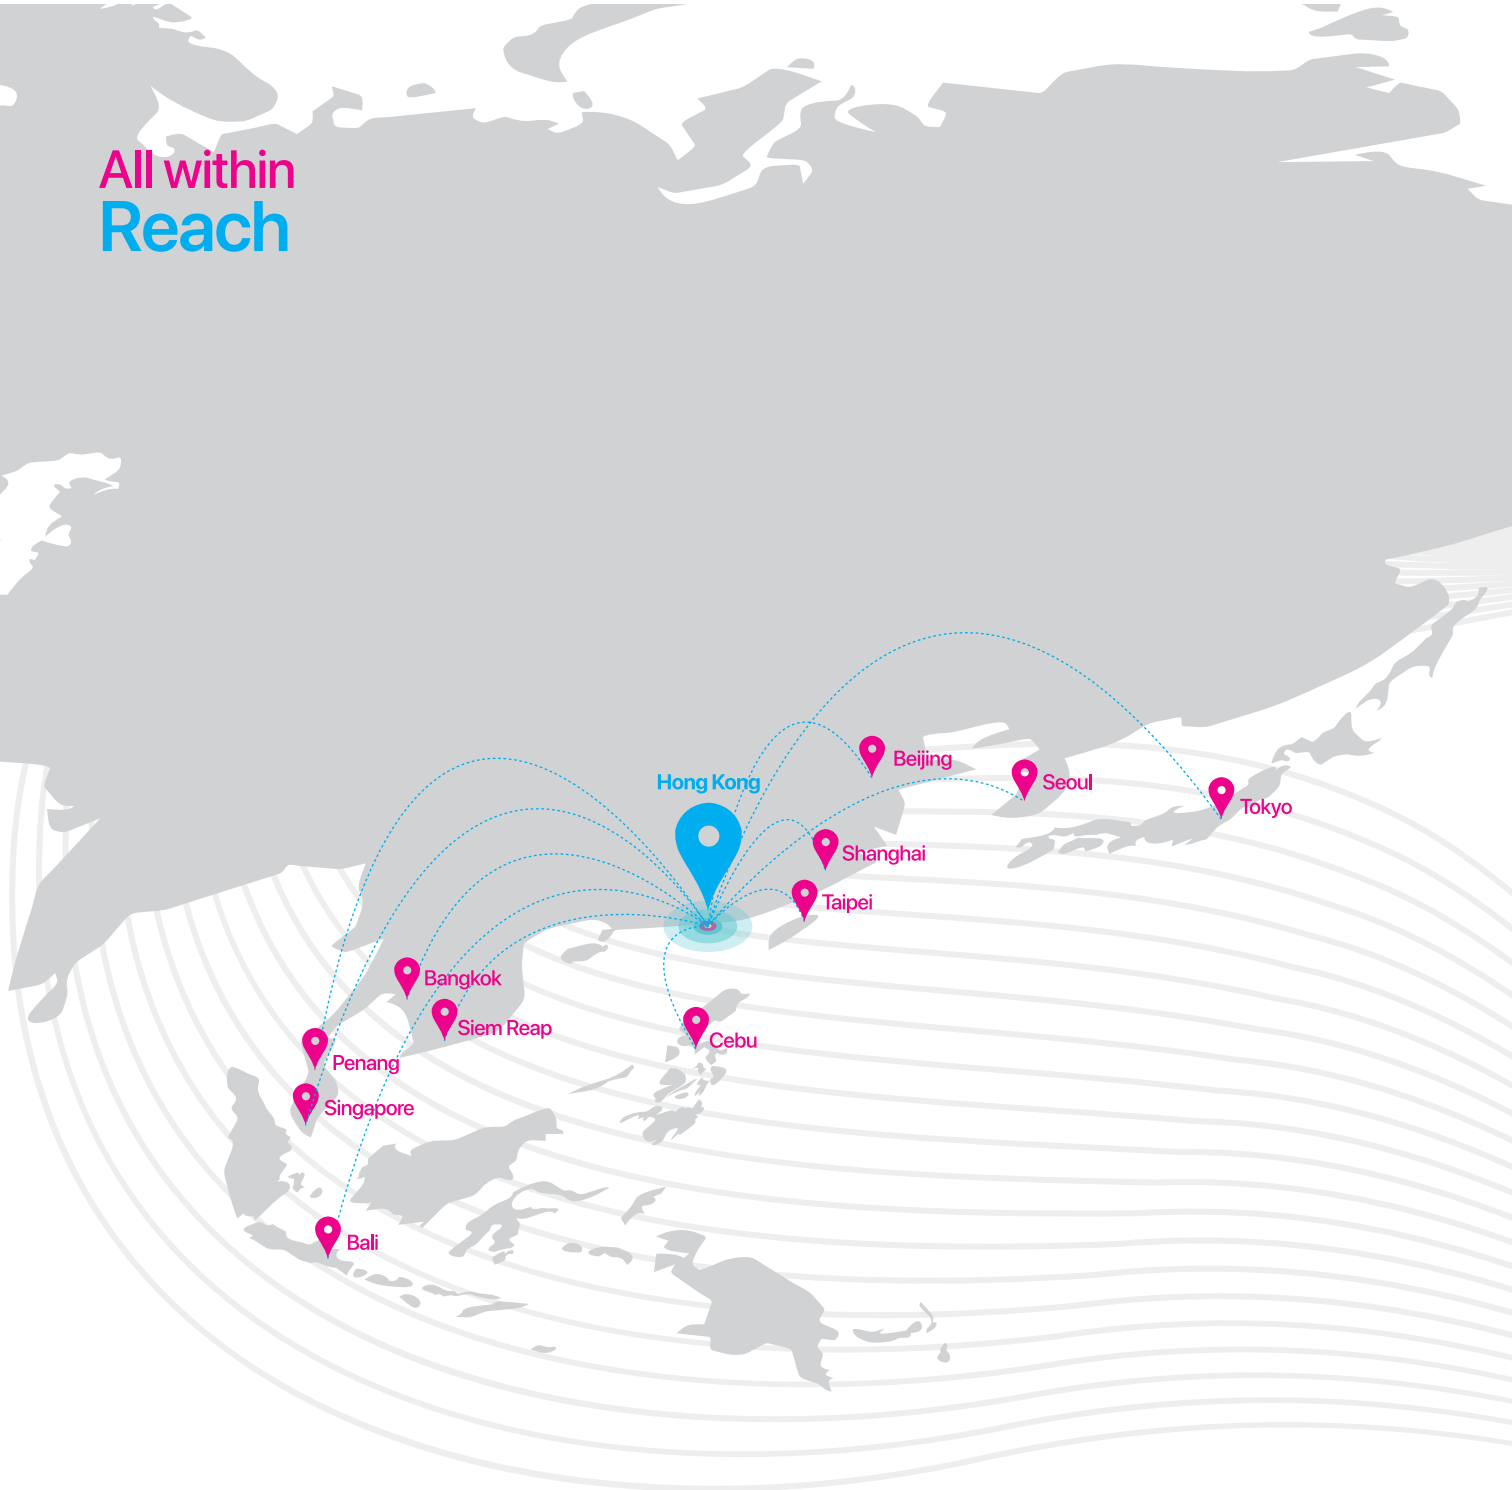 All within
Reach
Beijing
Hong Kong
Seoul
Tokyo
Shanghai
Taipei
Bangkok
Siem Reap
Cebu
Penang
Singapore
Bali